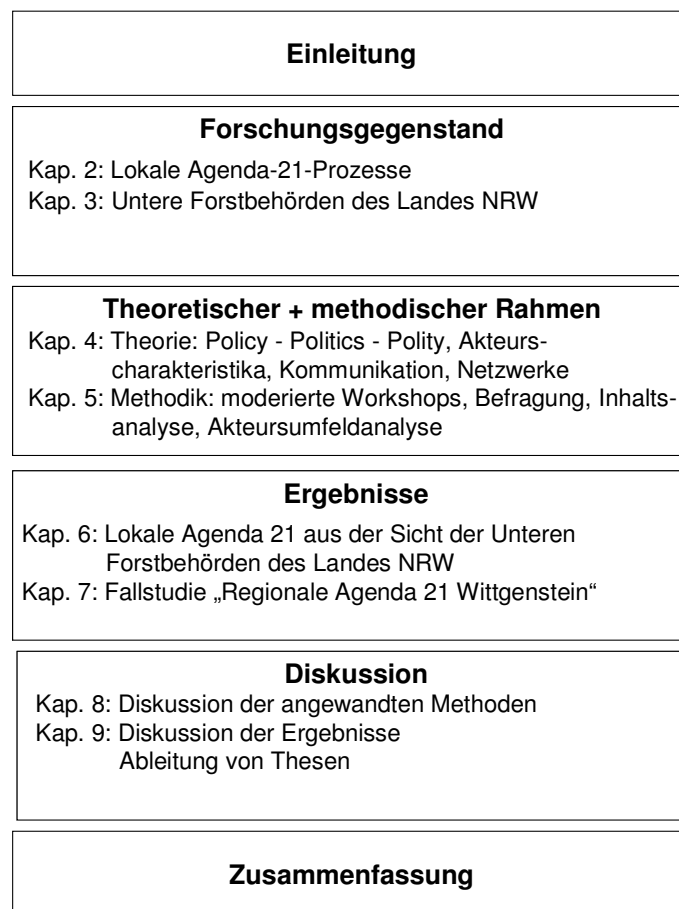 Einleitung
Forschungsgegenstand
Kap. 2: Lokale Agenda-21-Prozesse
Kap. 3: Untere Forstbehörden des Landes NRW
Theoretischer + methodischer Rahmen
Kap. 4: Theorie: Policy - Politics - Polity, Akteurs-
charakteristika, Kommunikation, Netzwerke
Kap. 5: Methodik: moderierte Workshops, Befragung, Inhalts-
analyse, Akteursumfeldanalyse
Ergebnisse
Kap. 6: Lokale Agenda 21 aus der Sicht der Unteren
Forstbehörden des Landes NRW
Kap. 7: Fallstudie „Regionale Agenda 21 Wittgenstein“
Diskussion
Kap. 8: Diskussion der angewandten Methoden
Kap. 9: Diskussion der Ergebnisse
Ableitung von Thesen
Zusammenfassung